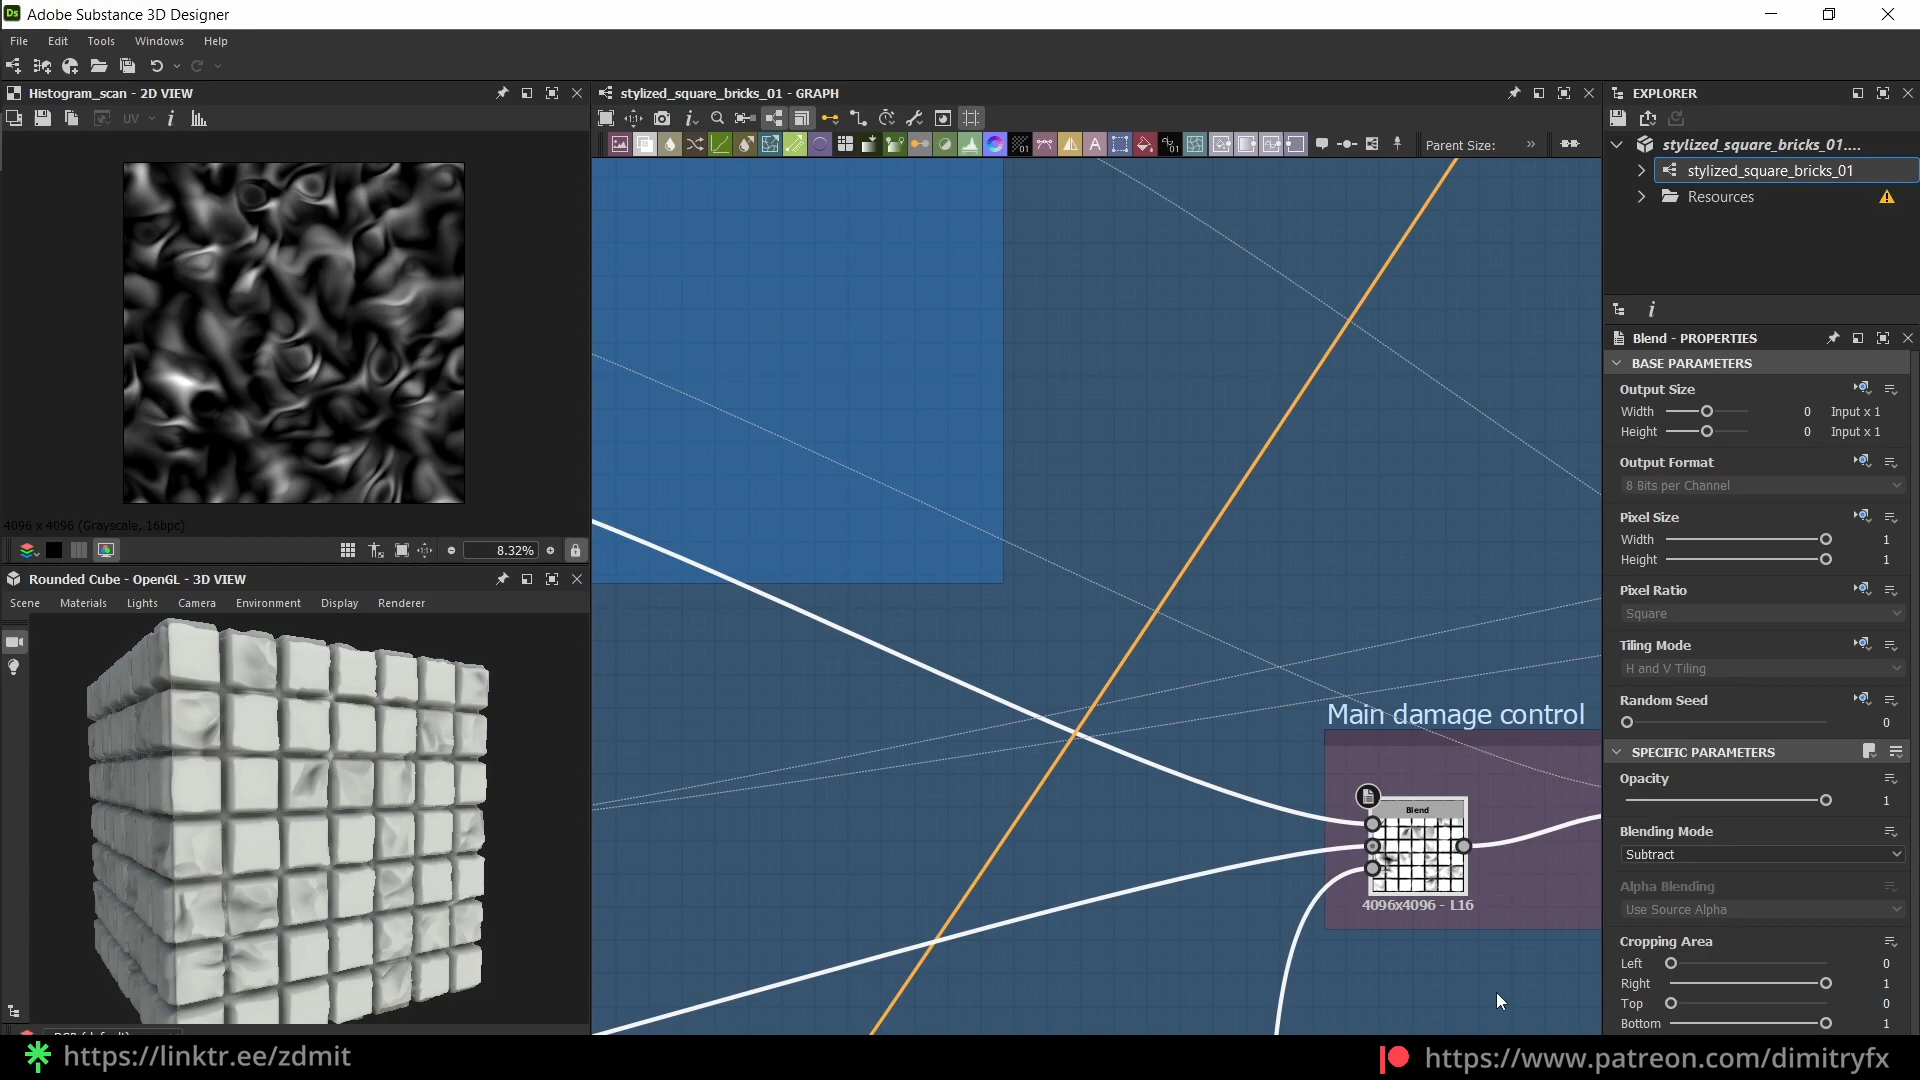 Adobe Substance 3D Designer
File Edit Tools Windows Help
Histogram_scan - 2D VIEW
UV
4096 x 4096 (Grayscale, 16bpc)
8.32%
Rounded Cube - OpenGL - 3D VIEW
Scene Materials Lights Camera Environment Display Renderer
stylized_square_bricks_01 - GRAPH
Parent Size:
Main damage control
Blend
4096x4096 - L16
EXPLORER
stylized_square_bricks_01....
stylized_square_bricks_01
Resources
Blend - PROPERTIES
BASE PARAMETERS
Output Size
Width 0 Input x 1
Height 0 Input x 1
Output Format
8 Bits per Channel
Pixel Size
Width 1
Height 1
Pixel Ratio
Square
Tiling Mode
H and V Tiling
Random Seed
0
SPECIFIC PARAMETERS
Opacity
1
Blending Mode
Subtract
Alpha Blending
Use Source Alpha
Cropping Area
Left 0
Right 1
Top 0
Bottom 1
https://linktr.ee/zdmit
https://www.patreon.com/dimitryfx